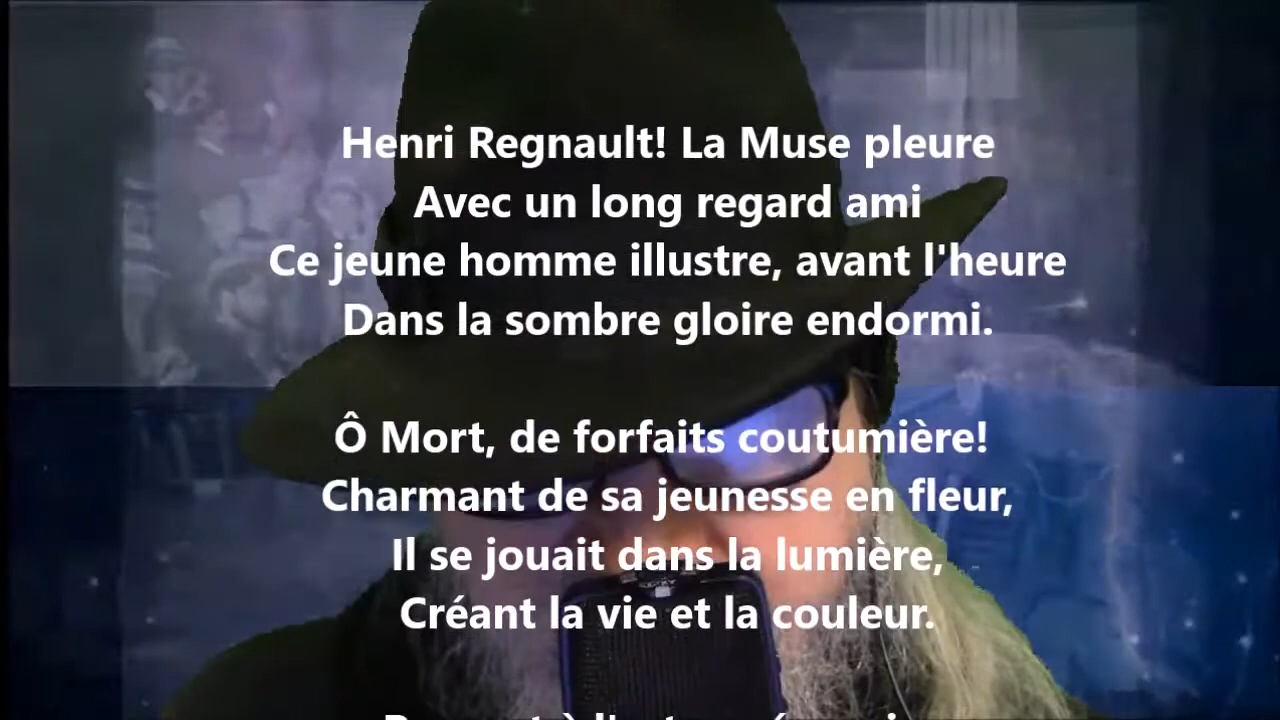 Henri Regnault! La Muse pleure
Avec un long regard ami
Ce jeune homme illustre, avant l'heure
Dans la sombre gloire endormi.
Ô Mort, de forfaits coutumière!
Charmant de sa jeunesse en fleur,
Il se jouait dans la lumière,
Créant la vie et la couleur.